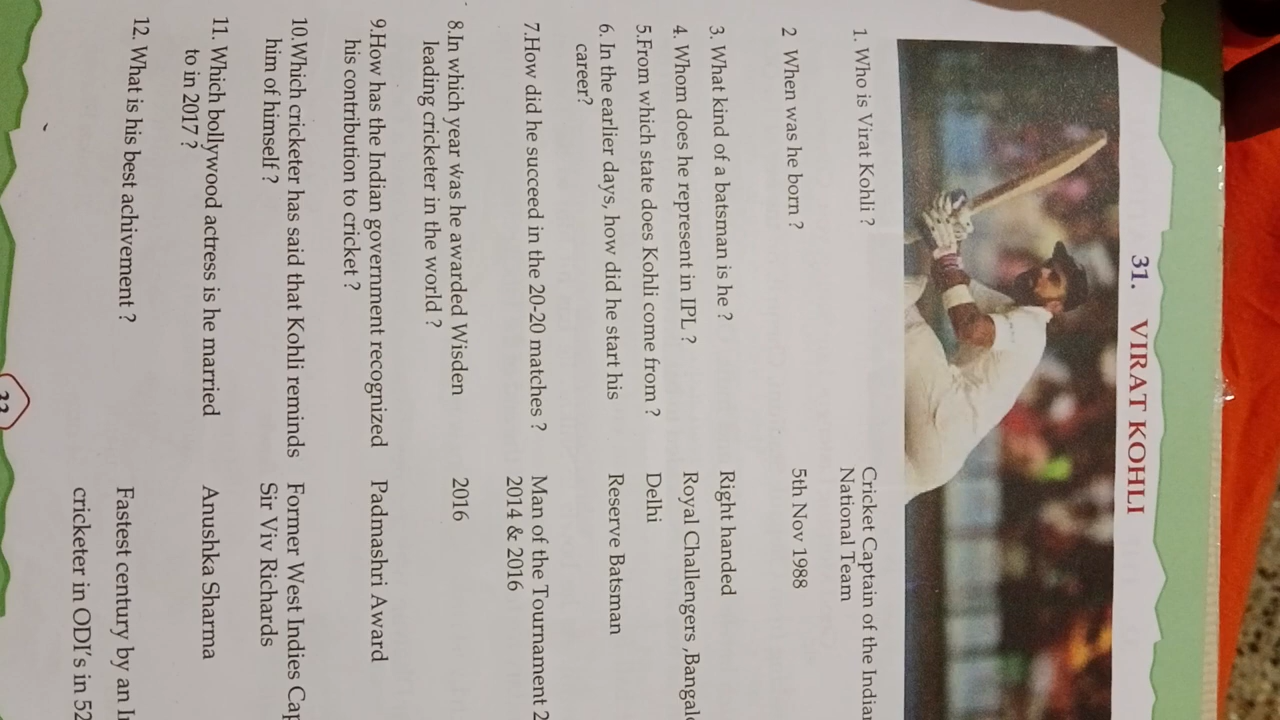 31. VIRAT KOHLI
1. Who is Virat Kohli ? Cricket Captain of the Indian
National Team
2 When was he born ? 5th Nov 1988
3. What kind of a batsman is he ? Right handed
4. Whom does he represent in IPL ? Royal Challengers ,Bangalo
5.From which state does Kohli come from ? Delhi
6. In the earlier days, how did he start his Reserve Batsman
career?
7.How did he succeed in the 20-20 matches ? Man of the Tournament 2
2014 & 2016
8.In which year was he awarded Wisden 2016
leading cricketer in the world ?
9.How has the Indian government recognized Padmashri Award
his contribution to cricket ?
10.Which cricketer has said that Kohli reminds Former West Indies Cap
him of himself ? Sir Viv Richards
11. Which bollywood actress is he married Anushka Sharma
to in 2017 ?
12. What is his best achivement ? Fastest century by an In
cricketer in ODI's in 52